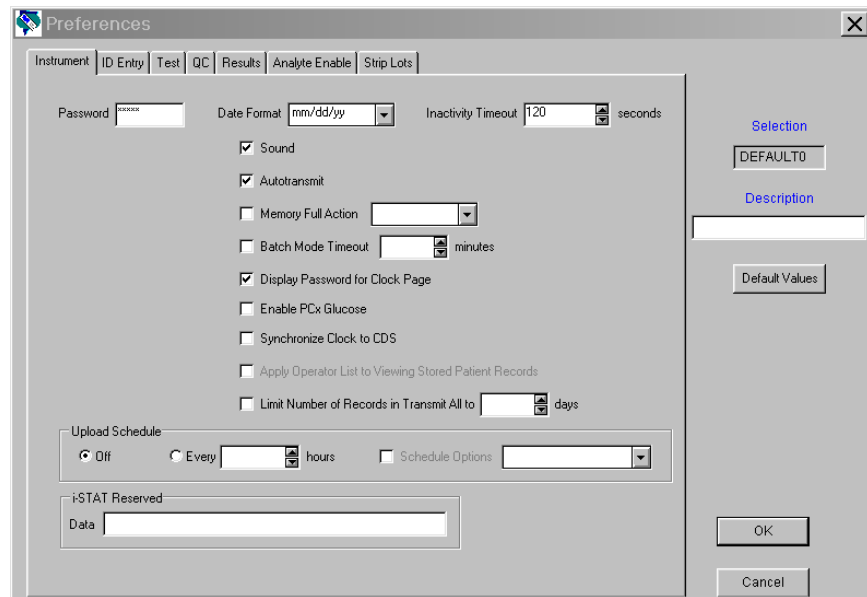 Preferences
Instrument ID Entry Test QC Results Analyte Enable Strip Lots
Password ***** Date Format mm/dd/yy Inactivity Timeout 120 seconds
Sound
Autotransmit
Memory Full Action
Batch Mode Timeout minutes
Display Password for Clock Page
Enable PCx Glucose
Synchronize Clock to CDS
Apply Operator List to Viewing Stored Patient Records
Limit Number of Records in Transmit All to days
Upload Schedule
Off Every hours Schedule Options
i-STAT Reserved
Data
Selection
DEFAULT0
Description
Default Values
OK
Cancel